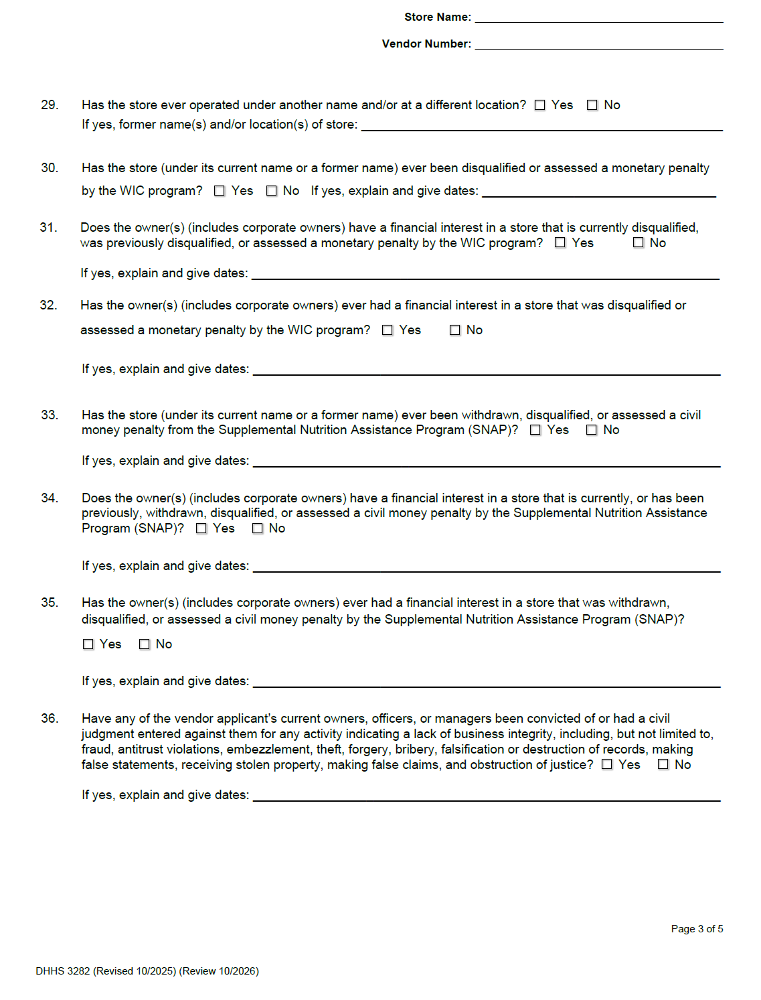 Store Name:
Vendor Number:
29. Has the store ever operated under another name and/or at a different location? ☐ Yes ☐ No
If yes, former name(s) and/or location(s) of store:
30. Has the store (under its current name or a former name) ever been disqualified or assessed a monetary penalty
by the WIC program? ☐ Yes ☐ No If yes, explain and give dates:
31. Does the owner(s) (includes corporate owners) have a financial interest in a store that is currently disqualified,
was previously disqualified, or assessed a monetary penalty by the WIC program? ☐ Yes ☐ No
If yes, explain and give dates:
32. Has the owner(s) (includes corporate owners) ever had a financial interest in a store that was disqualified or
assessed a monetary penalty by the WIC program? ☐ Yes ☐ No
If yes, explain and give dates:
33. Has the store (under its current name or a former name) ever been withdrawn, disqualified, or assessed a civil
money penalty from the Supplemental Nutrition Assistance Program (SNAP)? ☐ Yes ☐ No
If yes, explain and give dates:
34. Does the owner(s) (includes corporate owners) have a financial interest in a store that is currently, or has been
previously, withdrawn, disqualified, or assessed a civil money penalty by the Supplemental Nutrition Assistance
Program (SNAP)? ☐ Yes ☐ No
If yes, explain and give dates:
35. Has the owner(s) (includes corporate owners) ever had a financial interest in a store that was withdrawn,
disqualified, or assessed a civil money penalty by the Supplemental Nutrition Assistance Program (SNAP)?
☐ Yes ☐ No
If yes, explain and give dates:
36. Have any of the vendor applicant’s current owners, officers, or managers been convicted of or had a civil
judgment entered against them for any activity indicating a lack of business integrity, including, but not limited to,
fraud, antitrust violations, embezzlement, theft, forgery, bribery, falsification or destruction of records, making
false statements, receiving stolen property, making false claims, and obstruction of justice? ☐ Yes ☐ No
If yes, explain and give dates:
Page 3 of 5
DHHS 3282 (Revised 10/2025) (Review 10/2026)